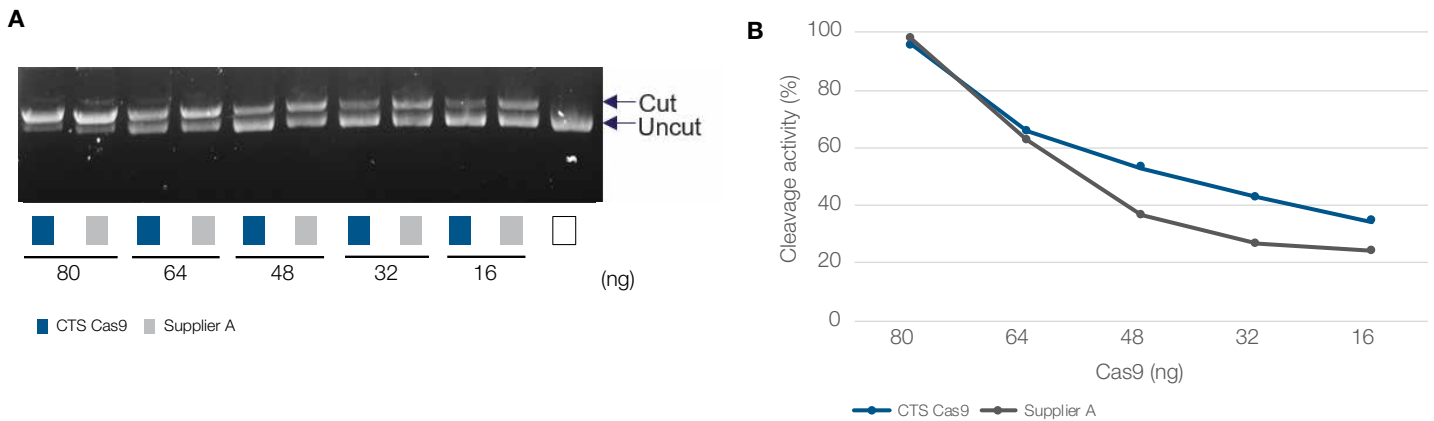 A
Cut
Uncut
80 64 48 32 16 (ng)
CTS Cas9 Supplier A
B
Cleavage activity (%)
100
80
60
40
20
0
80 64 48 32 16
Cas9 (ng)
CTS Cas9 Supplier A